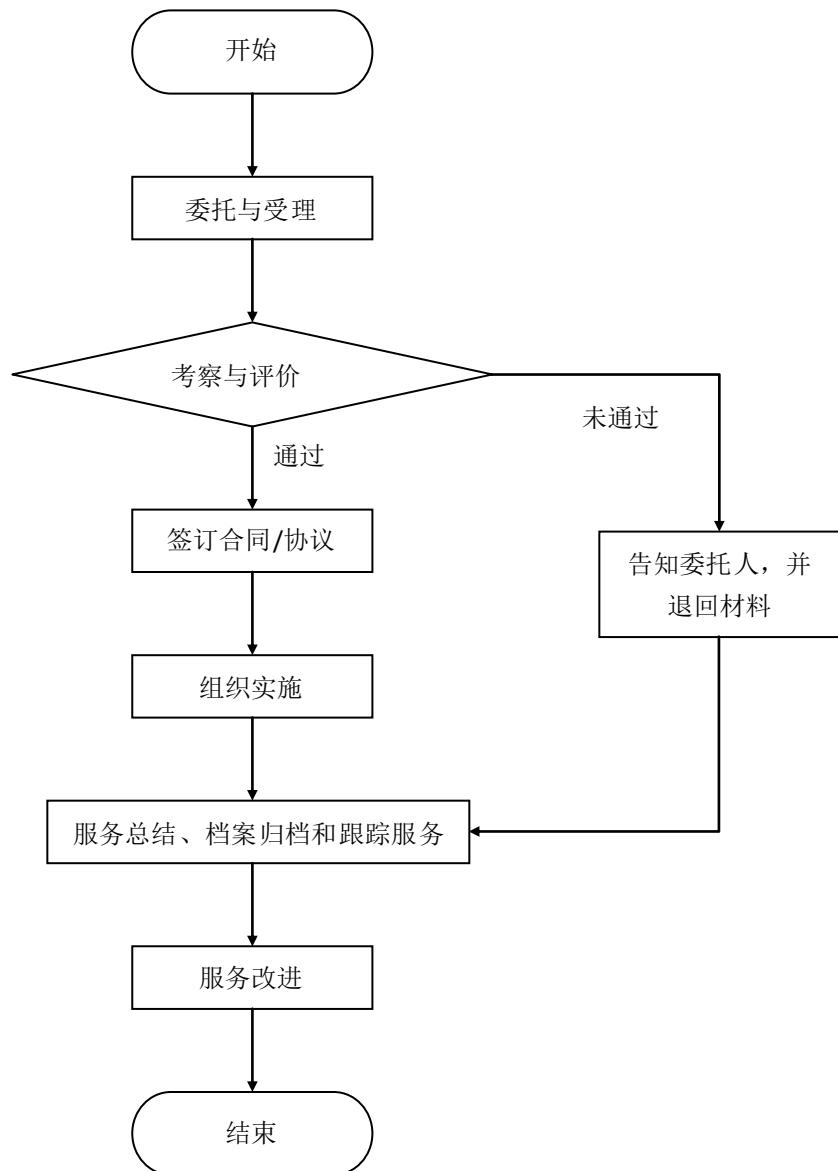 开始
委托与受理
考察与评价
未通过
通过
签订合同/协议
告知委托人，并
退回材料
组织实施
服务总结、档案归档和跟踪服务
服务改进
结束